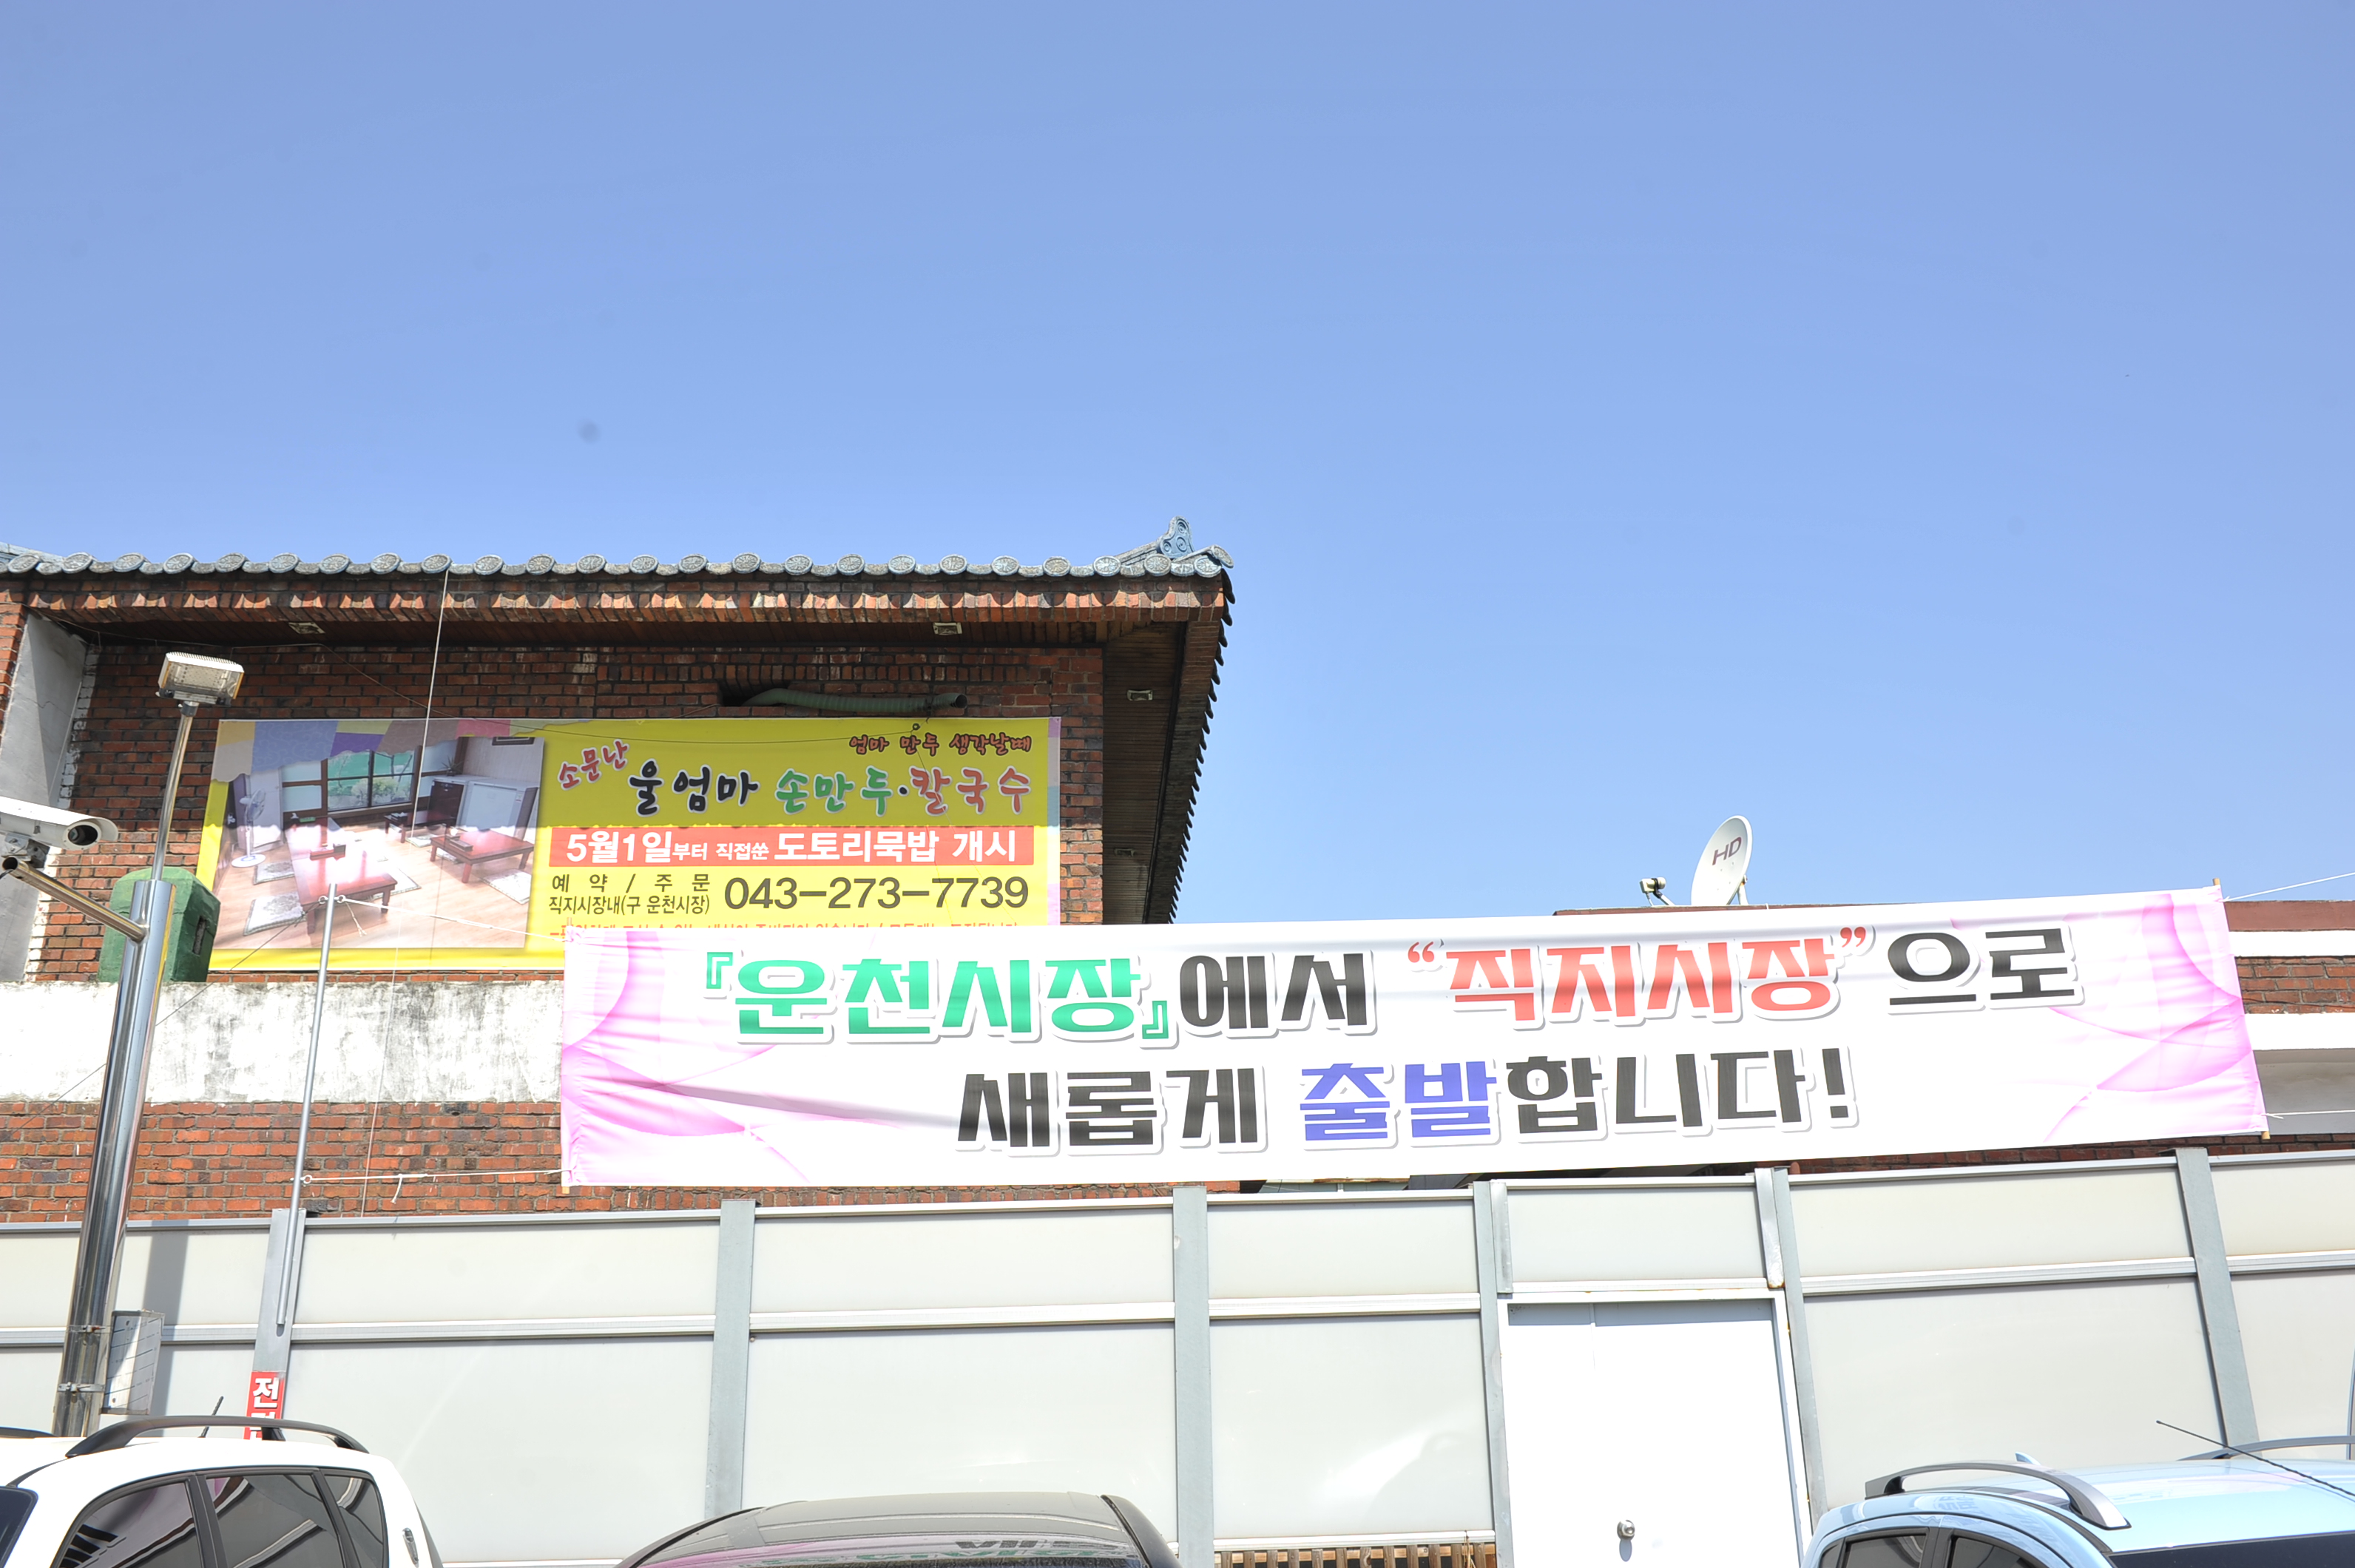 엄마 만두 생각날때
소문난 울엄마 손만두·칼국수
5월1일부터 직접쑨 도토리묵밥 개시
예 약 / 주 문
직지시장내(구 운천시장)
043-273-7739
HD
『운천시장』에서 “직지시장”으로
새롭게 출발합니다!
전